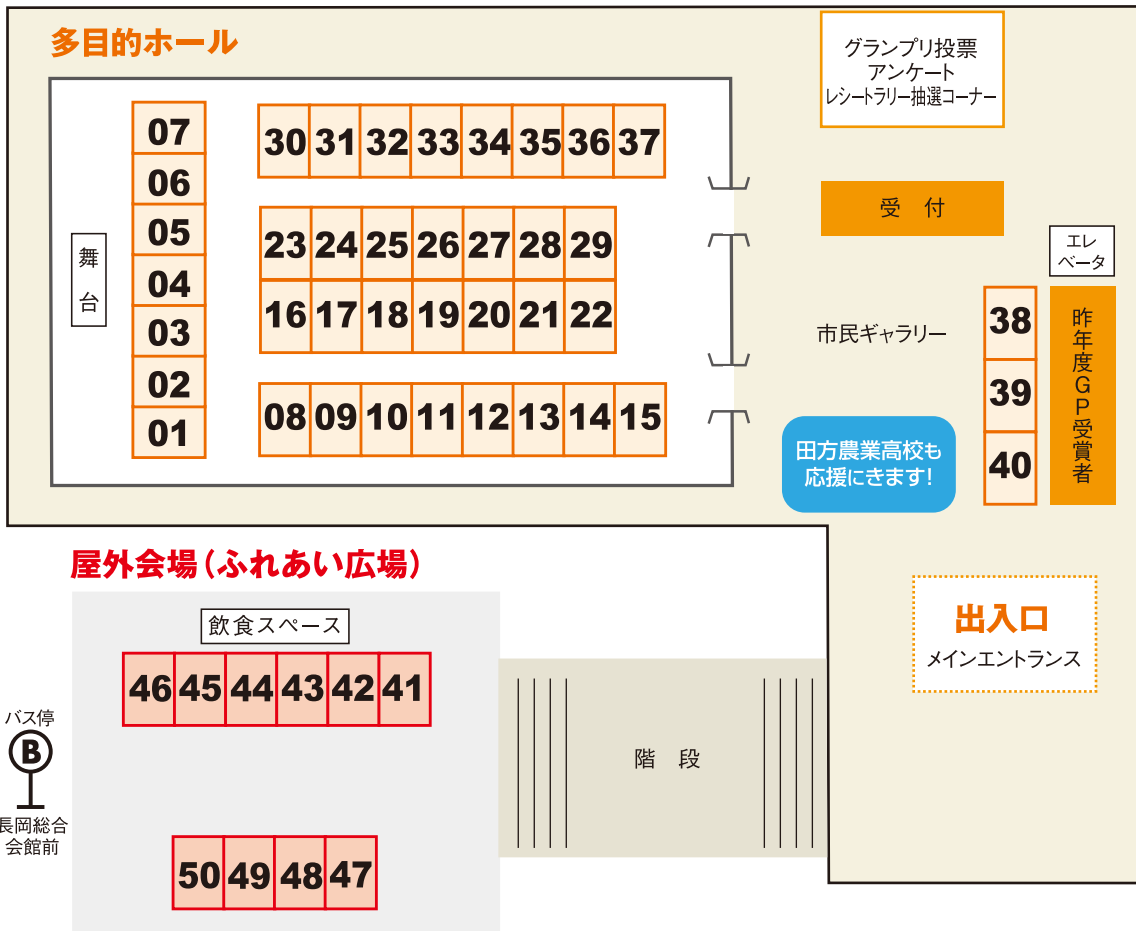 多目的ホール
グランプリ投票
アンケート
レシートラリー抽選コーナー
受 付
エレ
ベータ
舞台
07
06
05
04
03
02
01
30 31 32 33 34 35 36 37
23 24 25 26 27 28 29
16 17 18 19 20 21 22
08 09 10 11 12 13 14 15
市民ギャラリー
38
39
40
昨年度GP受賞者
田方農業高校も
応援にきます!
屋外会場(ふれあい広場)
飲食スペース
46 45 44 43 42 41
50 49 48 47
バス停
B
長岡総合
会館前
階 段
出入口
メインエントランス